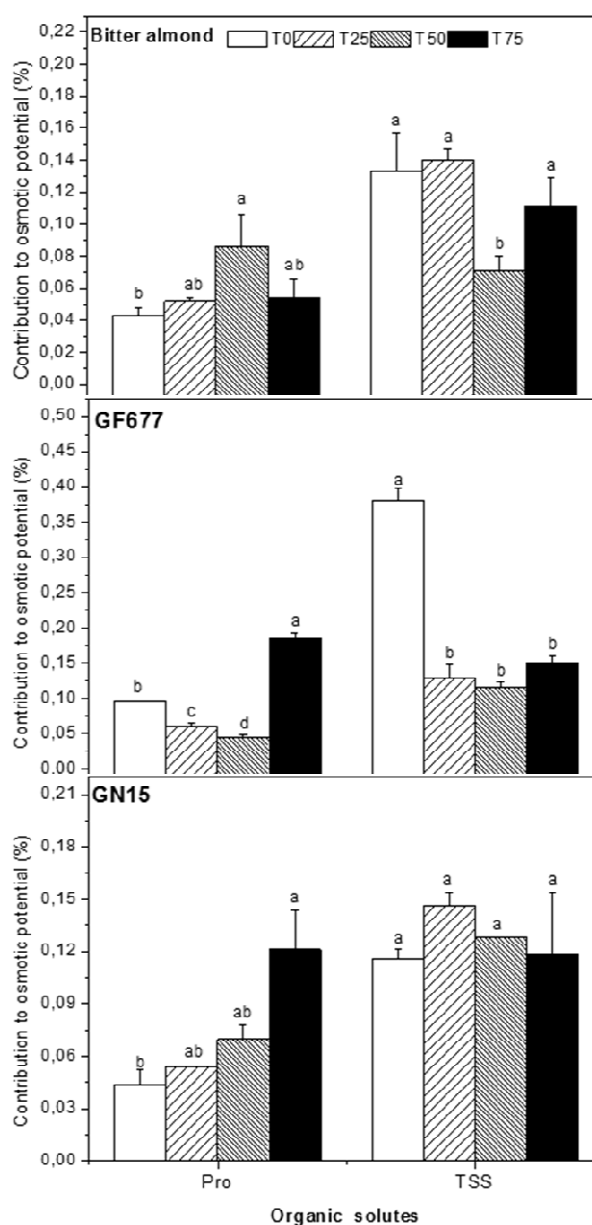 Bitter almond T0 T25 T50 T75
0,22
0,20
0,18
0,16
0,14
0,12
0,10
0,08
0,06
0,04
0,02
0,00
Contribution to osmotic potential (%)
b ab a ab a a b a
GF677
0,50
0,45
0,40
0,35
0,30
0,25
0,20
0,15
0,10
0,05
0,00
Contribution to osmotic potential (%)
b c d a a b b b
GN15
0,21
0,18
0,15
0,12
0,09
0,06
0,03
0,00
Contribution to osmotic potential (%)
b ab ab a a a a a
Pro TSS
Organic solutes